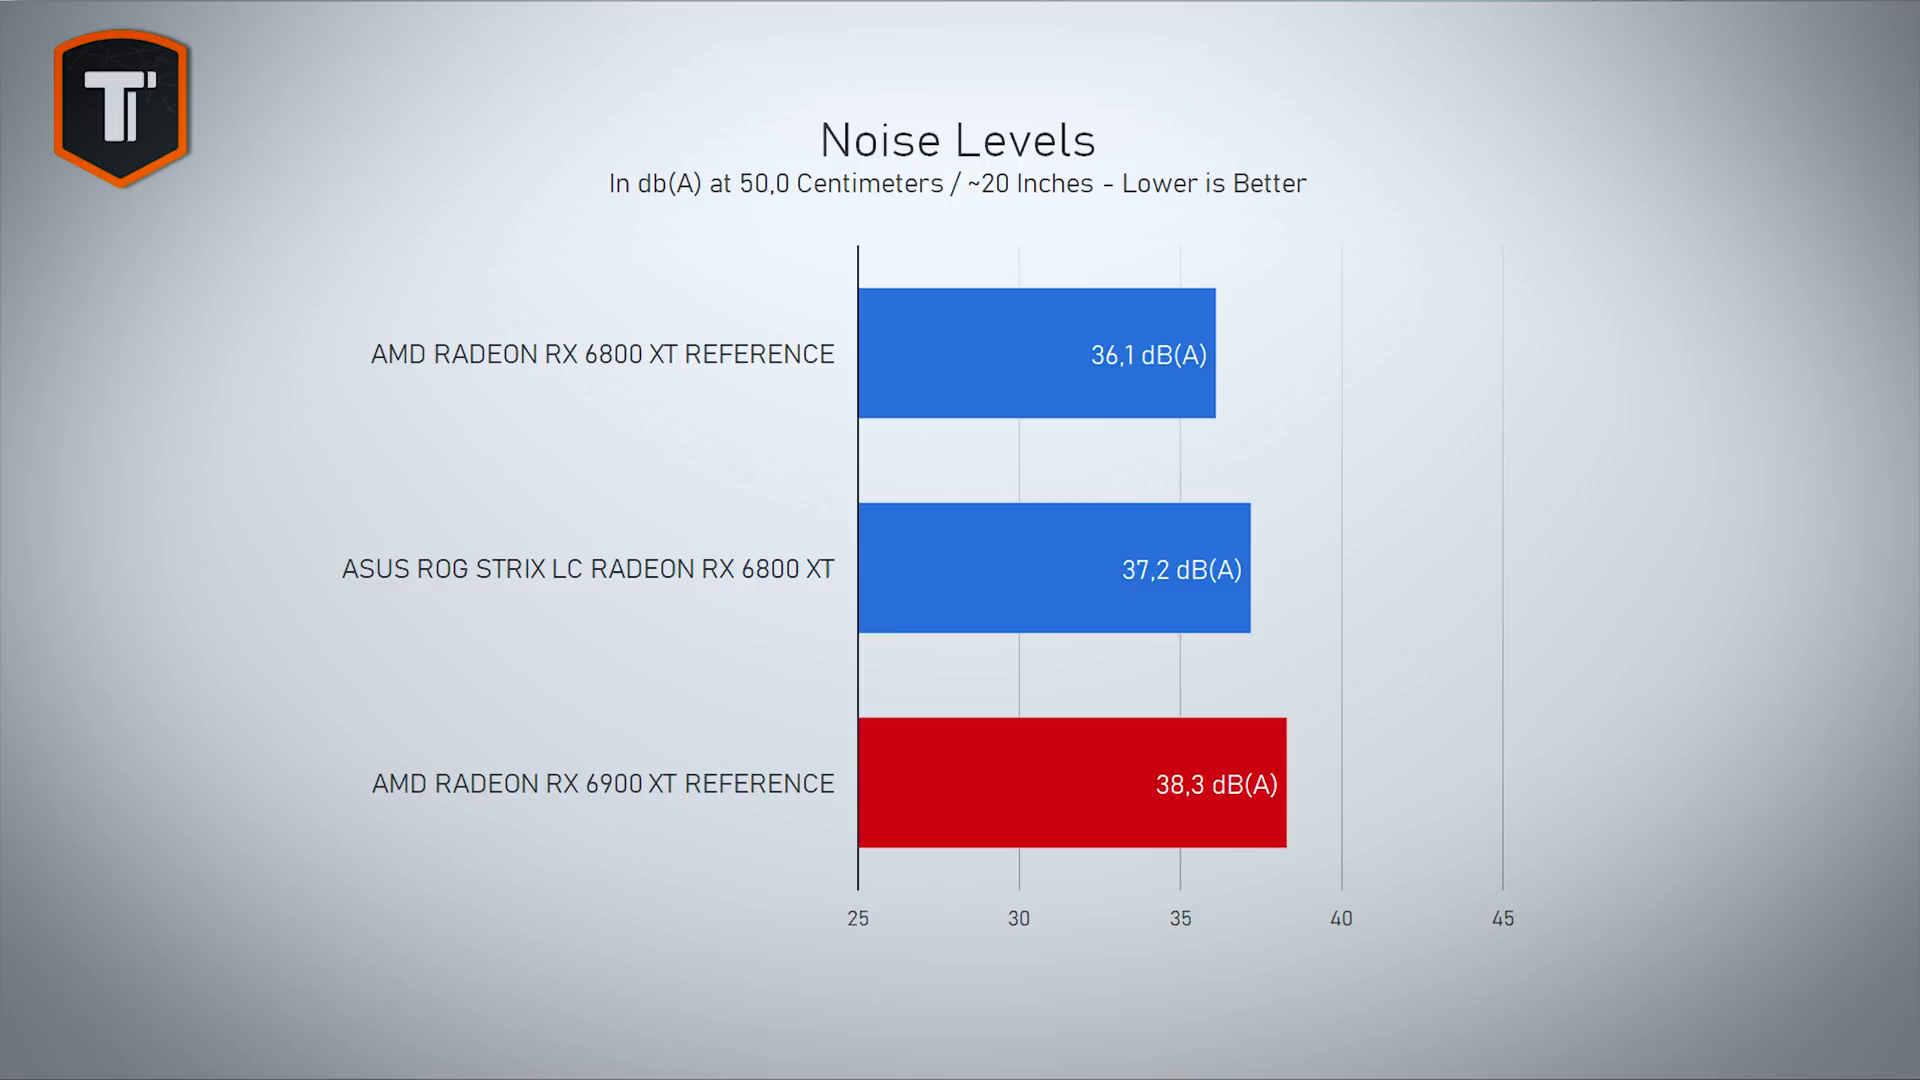 T
Noise Levels
In db(A) at 50,0 Centimeters / ~20 Inches - Lower is Better
AMD RADEON RX 6800 XT REFERENCE
36,1 dB(A)
ASUS ROG STRIX LC RADEON RX 6800 XT
37,2 dB(A)
AMD RADEON RX 6900 XT REFERENCE
38,3 dB(A)
25 30 35 40 45